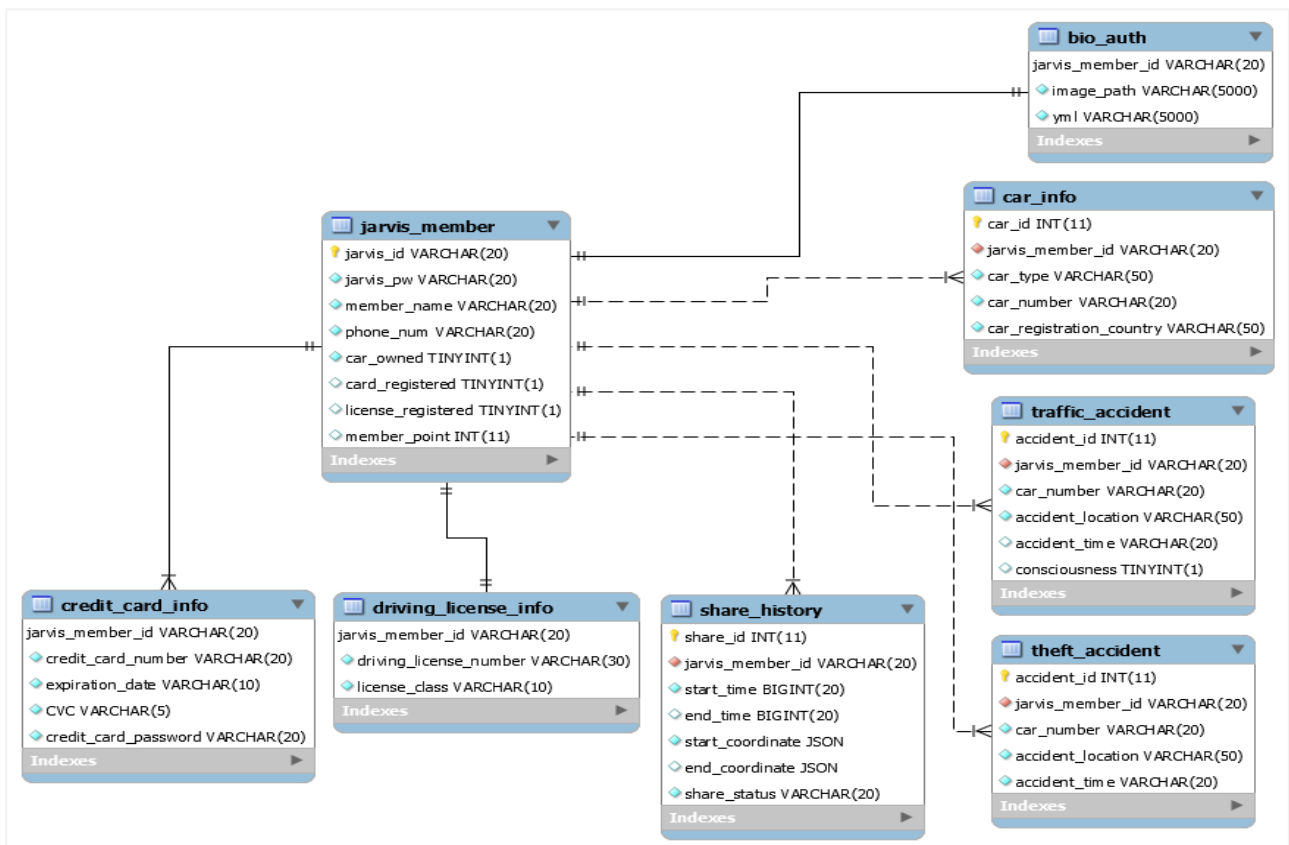 bio_auth
jarvis_member_id VARCHAR(20)
image_path VARCHAR(5000)
yml VARCHAR(5000)
Indexes
car_info
car_id INT(11)
jarvis_member_id VARCHAR(20)
car_type VARCHAR(50)
car_number VARCHAR(20)
car_registration_country VARCHAR(50)
Indexes
jarvis_member
jarvis_id VARCHAR(20)
jarvis_pw VARCHAR(20)
member_name VARCHAR(20)
phone_num VARCHAR(20)
car_owned TINYINT(1)
card_registered TINYINT(1)
license_registered TINYINT(1)
member_point INT(11)
Indexes
traffic_accident
accident_id INT(11)
jarvis_member_id VARCHAR(20)
car_number VARCHAR(20)
accident_location VARCHAR(50)
accident_time VARCHAR(20)
consciousness TINYINT(1)
Indexes
credit_card_info
jarvis_member_id VARCHAR(20)
credit_card_number VARCHAR(20)
expiration_date VARCHAR(10)
CVC VARCHAR(5)
credit_card_password VARCHAR(20)
Indexes
driving_license_info
jarvis_member_id VARCHAR(20)
driving_license_number VARCHAR(30)
license_class VARCHAR(10)
Indexes
share_history
share_id INT(11)
jarvis_member_id VARCHAR(20)
start_time BIGINT(20)
end_time BIGINT(20)
start_coordinate JSON
end_coordinate JSON
share_status VARCHAR(20)
Indexes
theft_accident
accident_id INT(11)
jarvis_member_id VARCHAR(20)
car_number VARCHAR(20)
accident_location VARCHAR(50)
accident_time VARCHAR(20)
Indexes